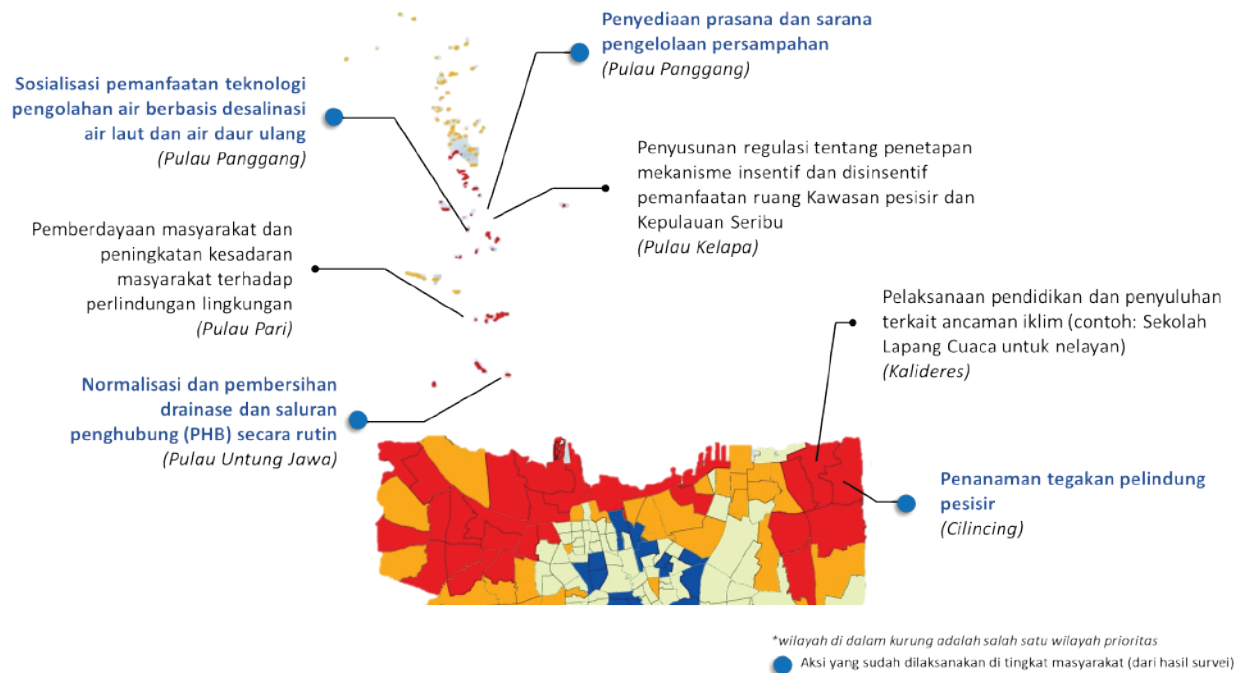 Penyediaan prasana dan sarana
pengelolaan persampahan
(Pulau Panggang)
Sosialisasi pemanfaatan teknologi
pengolahan air berbasis desalinasi
air laut dan air daur ulang
(Pulau Panggang)
Penyusunan regulasi tentang penetapan
mekanisme insentif dan disinsentif
pemanfaatan ruang Kawasan pesisir dan
Kepulauan Seribu
(Pulau Kelapa)
Pemberdayaan masyarakat dan
peningkatan kesadaran
masyarakat terhadap
perlindungan lingkungan
(Pulau Pari)
Pelaksanaan pendidikan dan penyuluhan
terkait ancaman iklim (contoh: Sekolah
Lapang Cuaca untuk nelayan)
(Kalideres)
Normalisasi dan pembersihan
drainase dan saluran
penghubung (PHB) secara rutin
(Pulau Untung Jawa)
Penanaman tegakan pelindung
pesisir
(Cilincing)
*wilayah di dalam kurung adalah salah satu wilayah prioritas
Aksi yang sudah dilaksanakan di tingkat masyarakat (dari hasil survei)